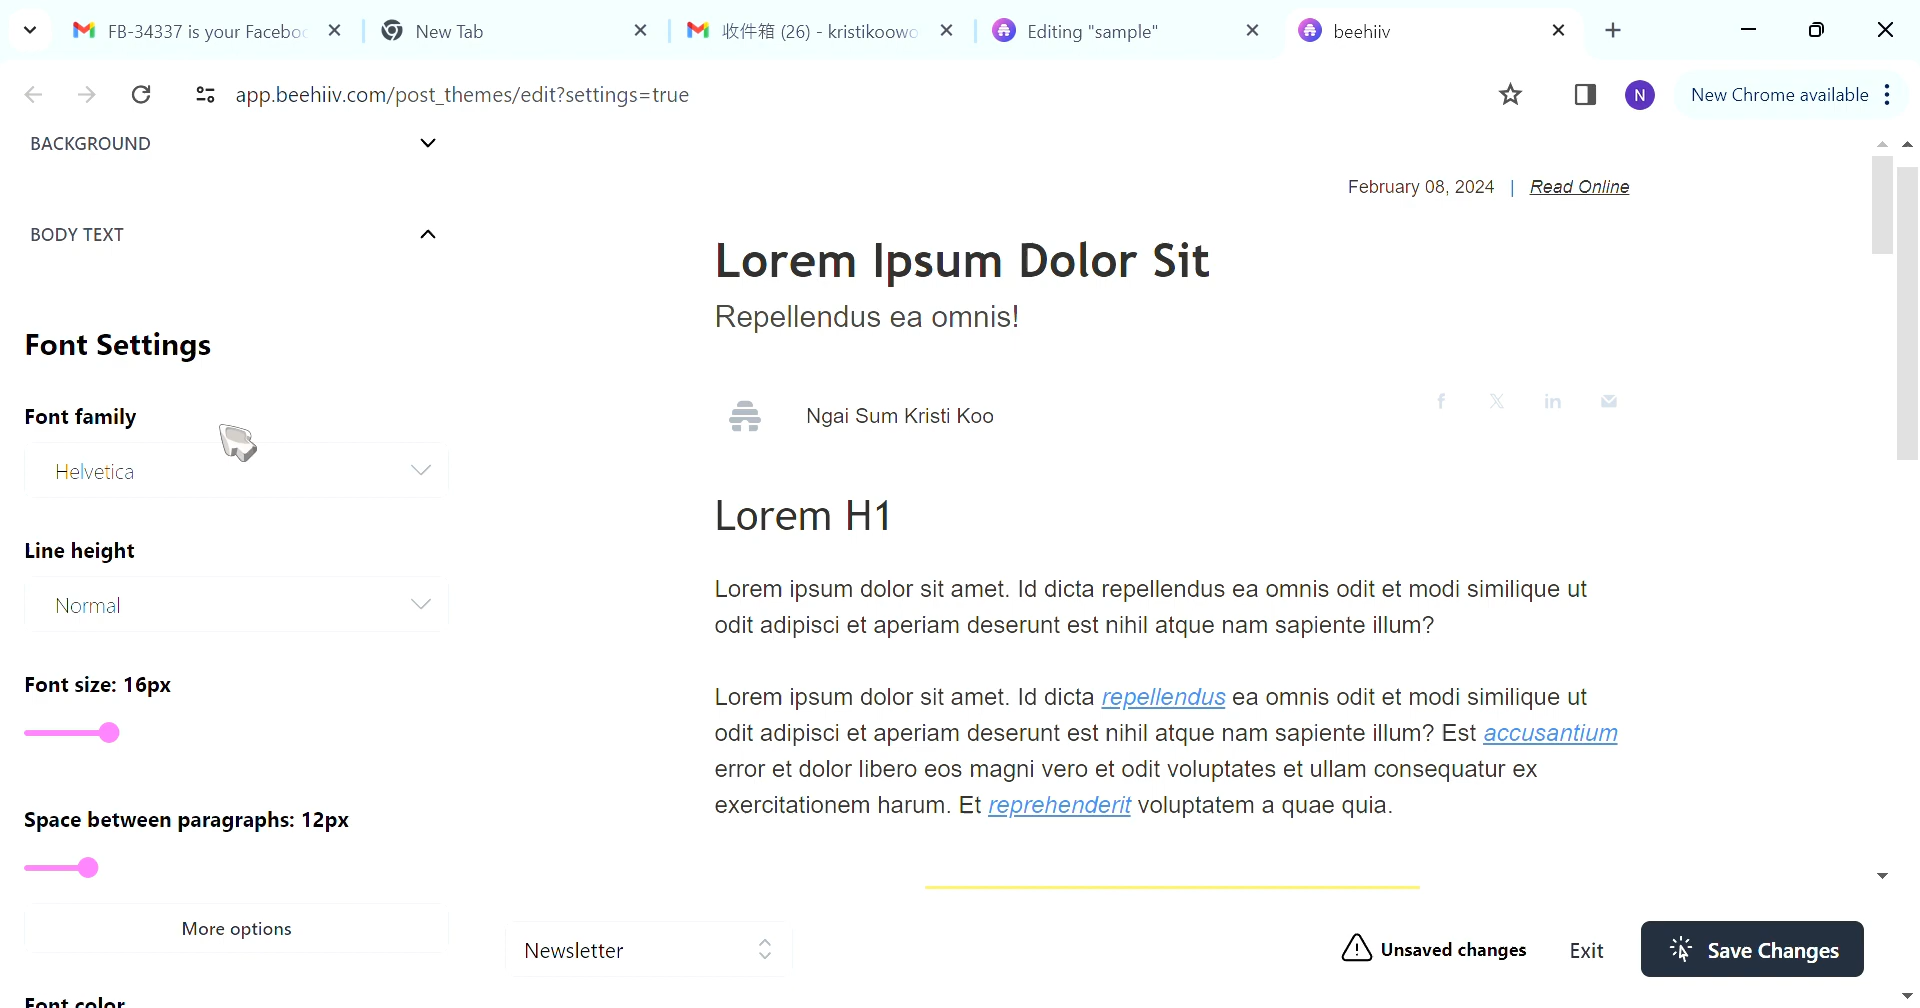 FB-34337 is your Faceboo
New Tab
收件箱 (26) - kristikoowo
Editing "sample"
beehiiv
app.beehiiv.com/post_themes/edit?settings=true
N
New Chrome available
BACKGROUND
BODY TEXT
Font Settings
Font family
Helvetica
Line height
Normal
Font size: 16px
Space between paragraphs: 12px
More options
Font color
February 08, 2024 | Read Online
Lorem Ipsum Dolor Sit
Repellendus ea omnis!
Ngai Sum Kristi Koo
Lorem H1
Lorem ipsum dolor sit amet. Id dicta repellendus ea omnis odit et modi similique ut
odit adipisci et aperiam deserunt est nihil atque nam sapiente illum?
Lorem ipsum dolor sit amet. Id dicta repellendus ea omnis odit et modi similique ut
odit adipisci et aperiam deserunt est nihil atque nam sapiente illum? Est accusantium
error et dolor libero eos magni vero et odit voluptates et ullam consequatur ex
exercitationem harum. Et reprehenderit voluptatem a quae quia.
Newsletter
Unsaved changes
Exit
Save Changes